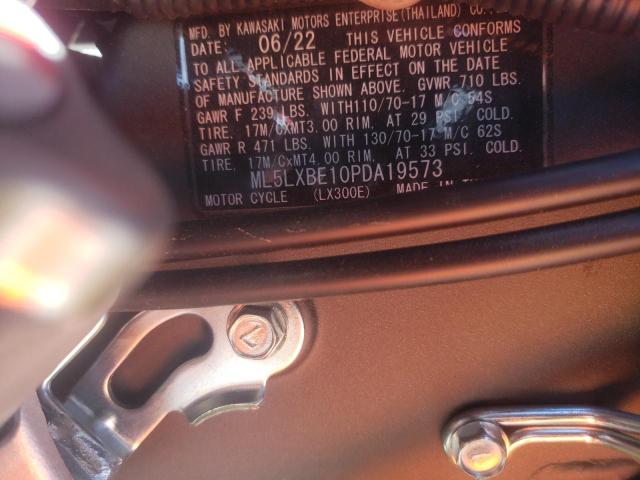 MFD. BY KAWASAKI MOTORS ENTERPRISE(THAILAND) CO.,
DATE: 06/22 THIS VEHICLE CONFORMS
TO ALL APPLICABLE FEDERAL MOTOR VEHICLE
SAFETY STANDARDS IN EFFECT ON THE DATE
OF MANUFACTURE SHOWN ABOVE. GVWR 710 LBS.
GAWR F 239 LBS. WITH110/70-17 M/C 54S
TIRE, 17M/CxMT3.00 RIM, AT 29 PSI. COLD.
GAWR R 471 LBS. WITH 130/70-17 M/C 62S
TIRE, 17M/CxMT4.00 RIM, AT 33 PSI. COLD.
ML5LXBE10PDA19573
MOTOR CYCLE (LX300E) MADE IN